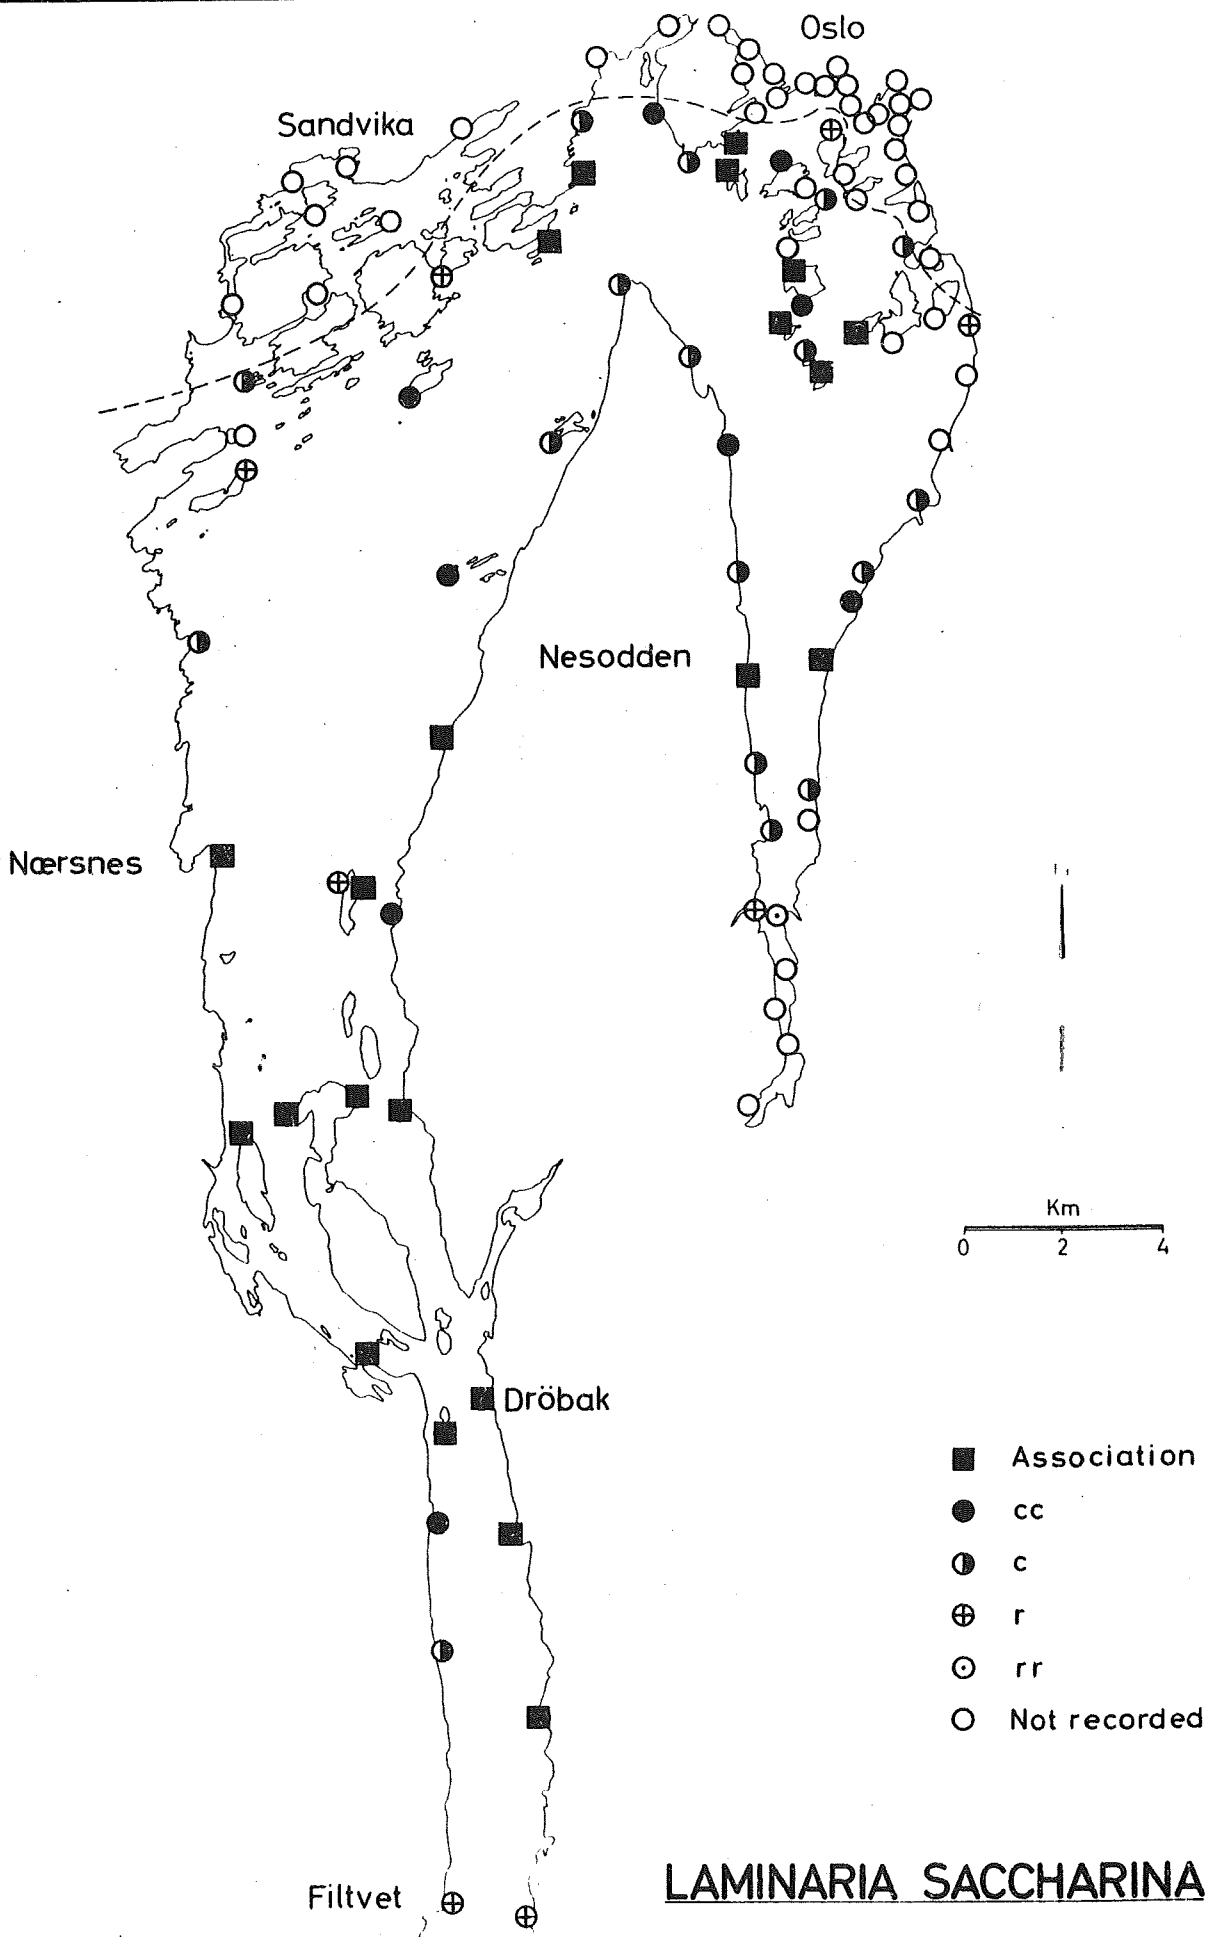 Oslo
Sandvika
Nesodden
Nærsnes
Km
0 2 4
Dröbak
Association
cc
c
r
rr
Not recorded
Filtvet
LAMINARIA SACCHARINA